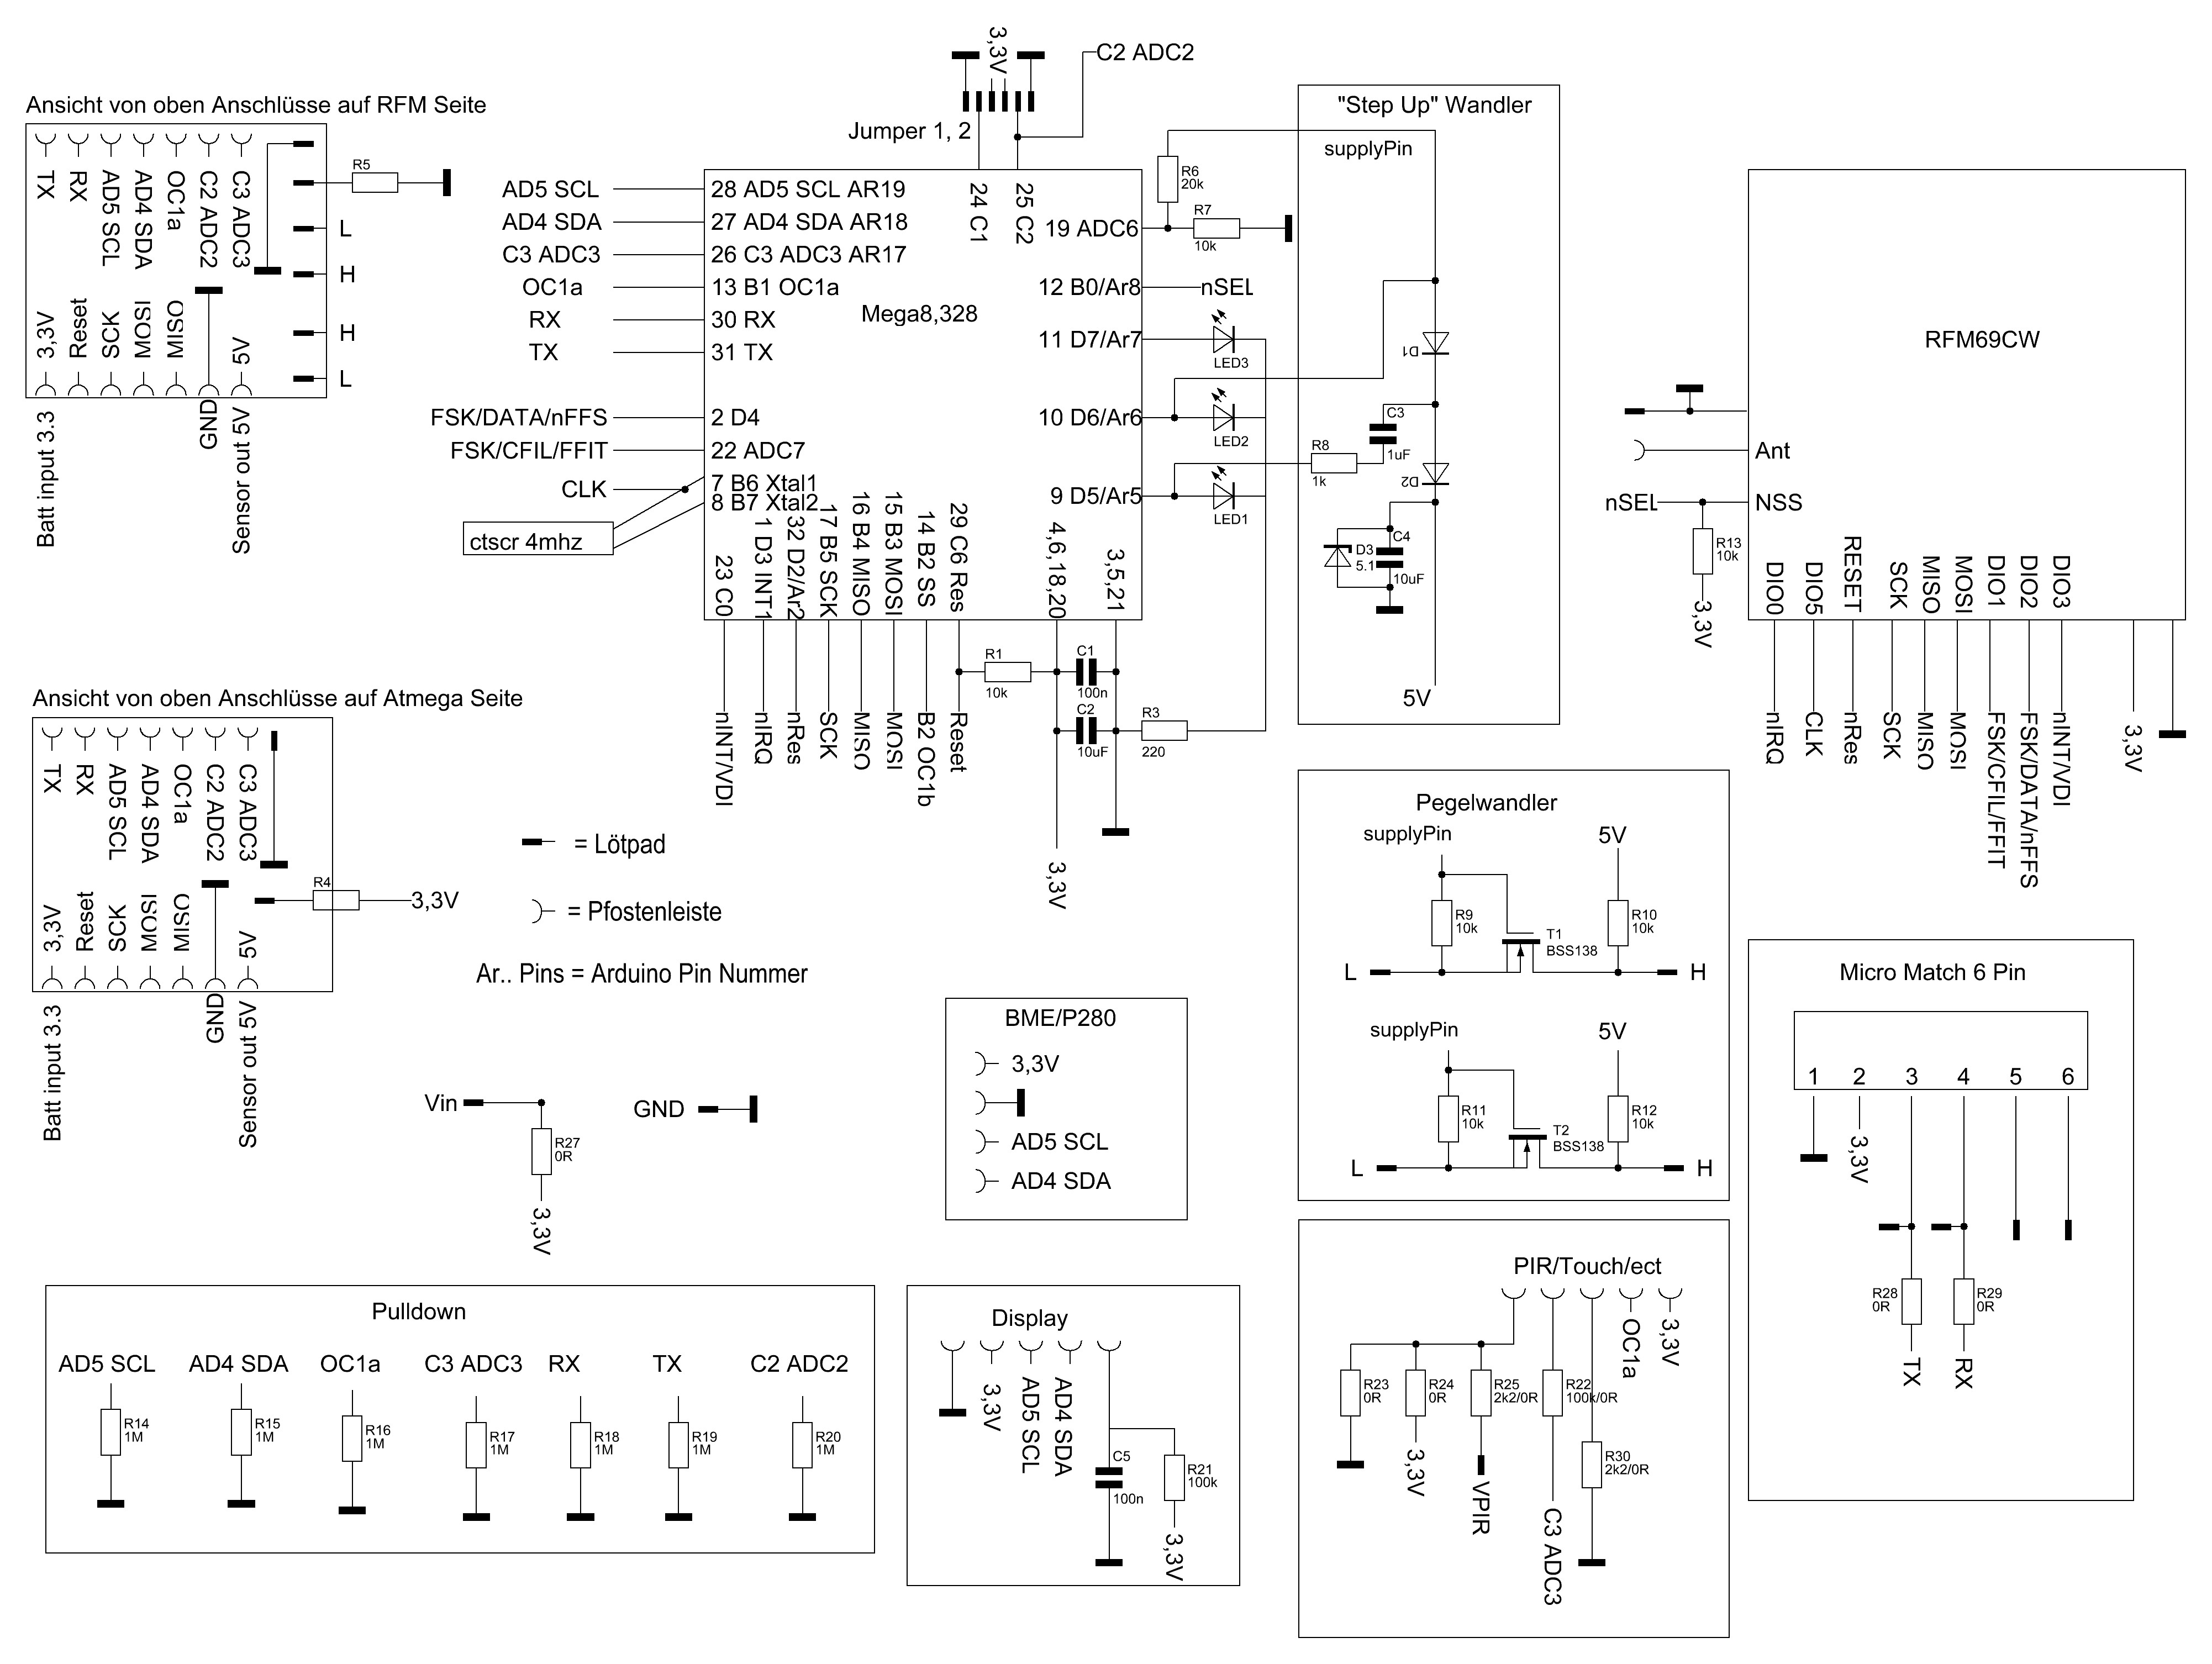 3,3V
C2 ADC2
Jumper 1, 2
Ansicht von oben Anschlüsse auf RFM Seite
TX
RX
AD5 SCL
AD4 SDA
OC1a
C2 ADC2
C3 ADC3
3,3V
Reset
SCK
MOSI
MISO
5V
Batt input 3.3
GND
Sensor out 5V
R5
L
H
H
L
AD5 SCL
AD4 SDA
C3 ADC3
OC1a
RX
TX
FSK/DATA/nFFS
FSK/CFIL/FFIT
CLK
ctscr 4mhz
28 AD5 SCL AR19
27 AD4 SDA AR18
26 C3 ADC3 AR17
13 B1 OC1a
30 RX
31 TX
Mega8,328
2 D4
22 ADC7
7 B6 Xtal1
8 B7 Xtal2
24 C1
25 C2
19 ADC6
12 B0/Ar8
11 D7/Ar7
10 D6/Ar6
9 D5/Ar5
23 C0
1 D3 INT1
32 D2/Ar2
17 B5 SCK
16 B4 MISO
15 B3 MOSI
14 B2 SS
29 C6 Res
4,6,18,20
3,5,21
nINT/VDI
nIRQ
nRes
SCK
MISO
MOSI
B2 OC1b
Reset
R6
20k
R7
10k
nSEL
LED3
LED2
LED1
R1
10k
C1
100n
C2
10uF
R3
220
3,3V
"Step Up" Wandler
supplyPin
D1
C3
1uF
R8
1k
D2
D3
5.1
C4
10uF
5V
RFM69CW
Ant
nSEL
NSS
R13
10k
3,3V
DIO0
DIO5
RESET
SCK
MISO
MOSI
DIO1
DIO2
DIO3
nIRQ
CLK
nRes
SCK
MISO
MOSI
FSK/CFIL/FFIT
FSK/DATA/nFFS
nINT/VDI
3,3V
Ansicht von oben Anschlüsse auf Atmega Seite
TX
RX
AD5 SCL
AD4 SDA
OC1a
C2 ADC2
C3 ADC3
3,3V
Reset
SCK
MOSI
MISO
5V
Batt input 3.3
GND
Sensor out 5V
R4
3,3V
= Lötpad
= Pfostenleiste
Ar.. Pins = Arduino Pin Nummer
Vin
R27
0R
3,3V
GND
BME/P280
3,3V
AD5 SCL
AD4 SDA
Pegelwandler
supplyPin
5V
R9
10k
T1
BSS138
R10
10k
L
H
supplyPin
5V
R11
10k
T2
BSS138
R12
10k
L
H
Micro Match 6 Pin
1 2 3 4 5 6
3,3V
R28
0R
R29
0R
TX
RX
Pulldown
AD5 SCL
AD4 SDA
OC1a
C3 ADC3
RX
TX
C2 ADC2
R14
1M
R15
1M
R16
1M
R17
1M
R18
1M
R19
1M
R20
1M
Display
3,3V
AD5 SCL
AD4 SDA
C5
100n
R21
100k
3,3V
PIR/Touch/ect
OC1a
3,3V
R23
0R
R24
0R
R25
2k2/0R
R22
100k/0R
R30
2k2/0R
3,3V
VPIR
C3 ADC3